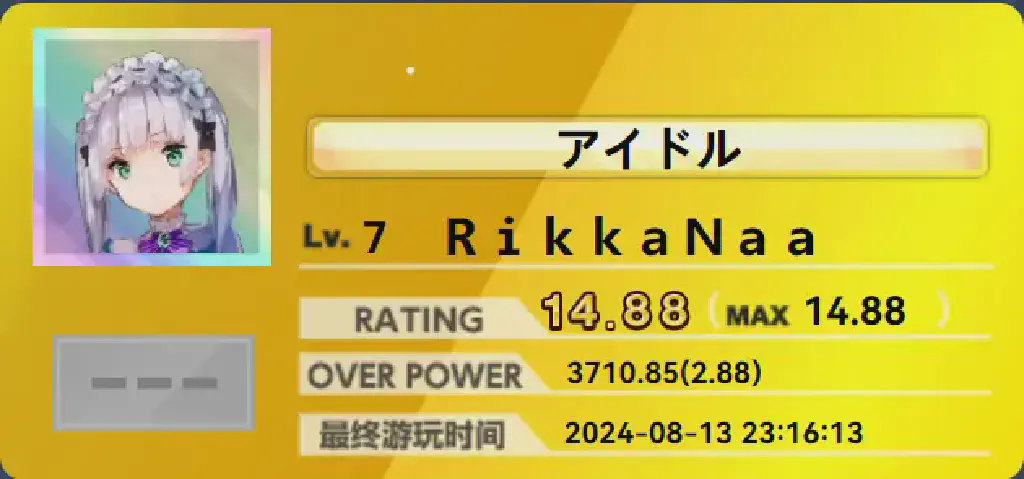 アイドル
Lv. 7 RikkaNaa
RATING 14.88 (MAX 14.88)
OVER POWER 3710.85(2.88)
最终游玩时间 2024-08-13 23:16:13
---